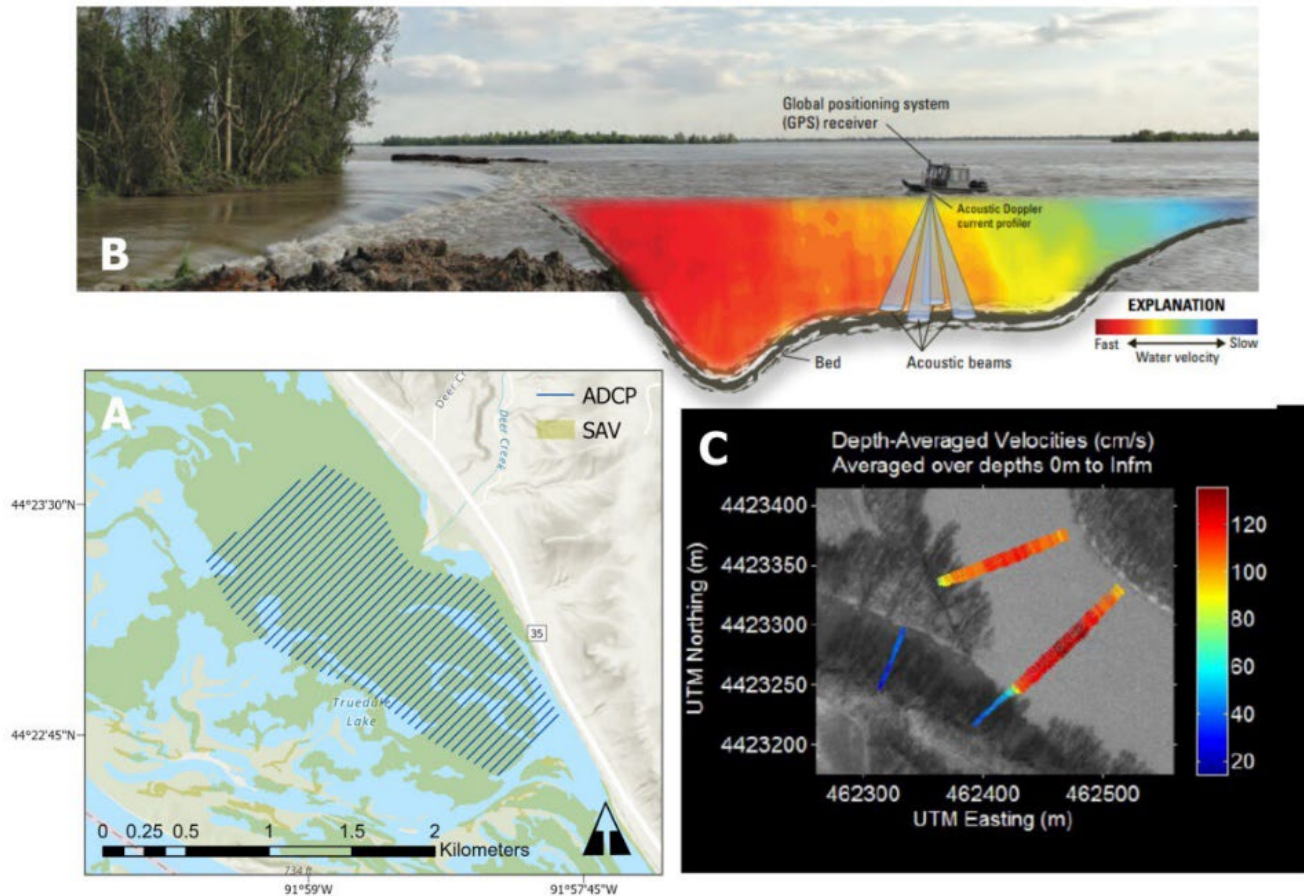 Global positioning system
(GPS) receiver
Acoustic Doppler
current profiler
B
EXPLANATION
Fast
Slow
Water velocity
Bed
Acoustic beams
A
ADCP
SAV
Deer Cr
Deer Creek
44°23'30"N
35
Truedale
Lake
44°22'45"N
0 0.25 0.5 1 1.5 2
Kilometers
734 ft
91°59'W
91°57'45"W
C
Depth-Averaged Velocities (cm/s)
Averaged over depths 0m to Infm
4423400
4423350
4423300
4423250
4423200
UTM Northing (m)
462300 462400 462500
UTM Easting (m)
120
100
80
60
40
20